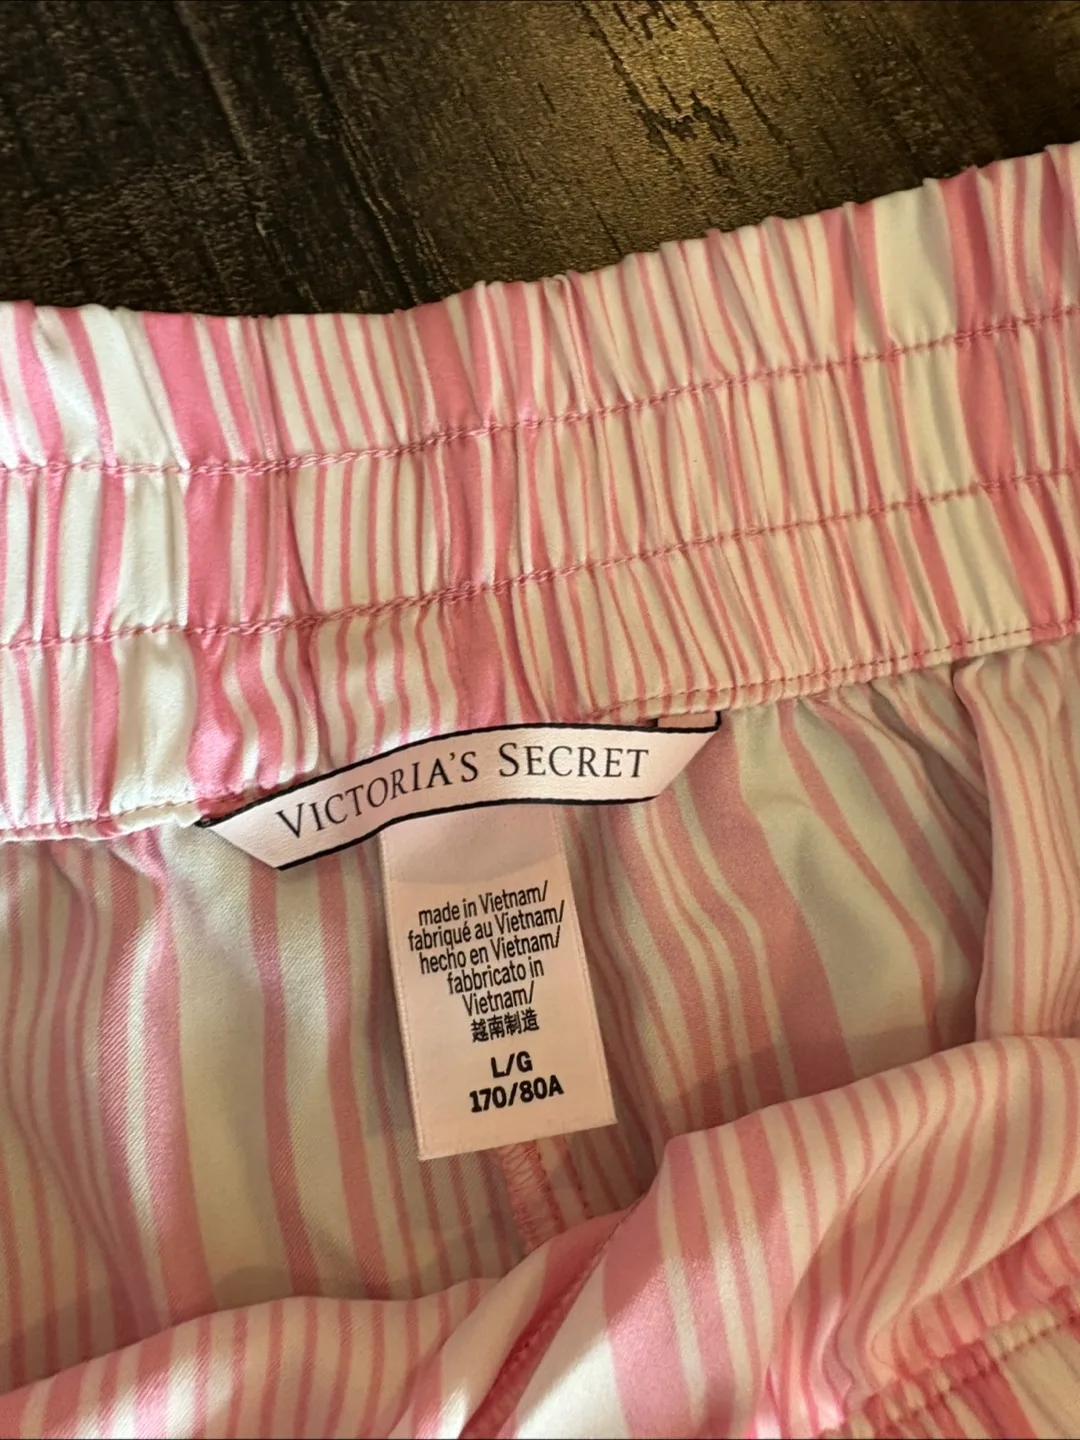 VICTORIA'S SECRET
made in Vietnam/
fabriqué au Vietnam/
hecho en Vietnam/
fabbricato in
Vietnam/
越南制造
L/G
170/80A